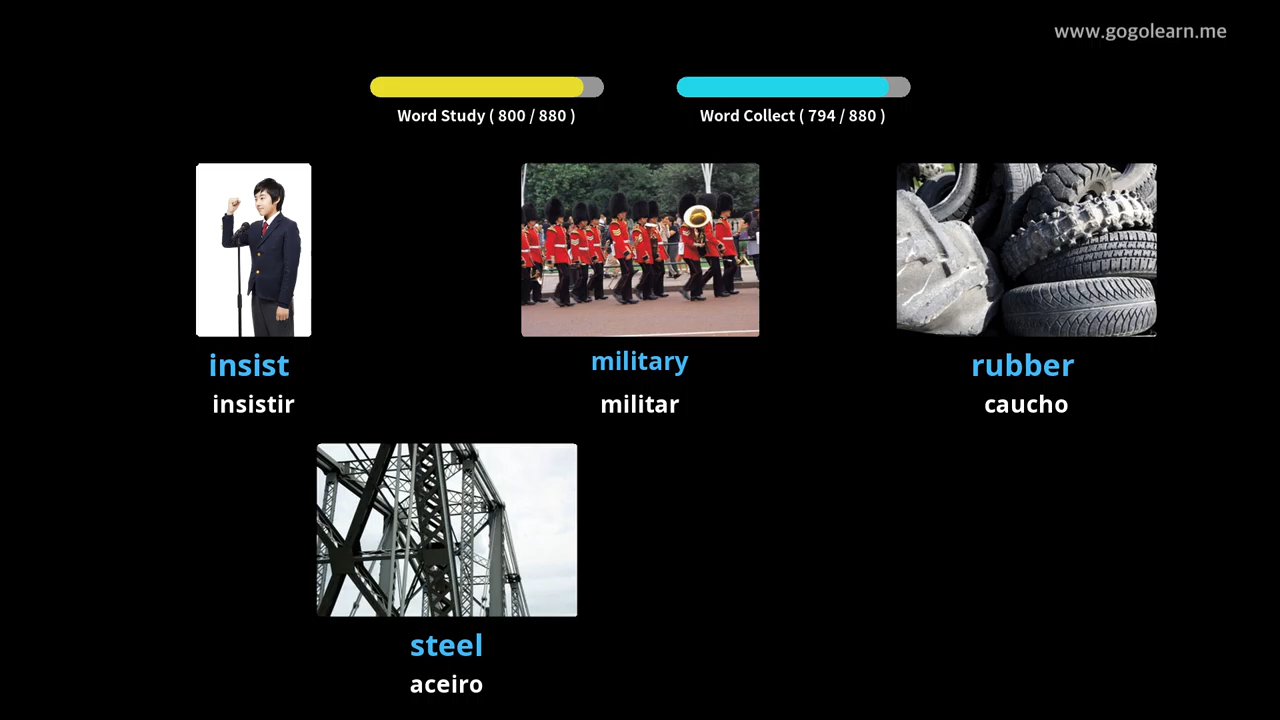 www.gogolearn.me
Word Study ( 800 / 880 )
Word Collect ( 794 / 880 )
insist
insistir
military
militar
rubber
caucho
steel
aceiro